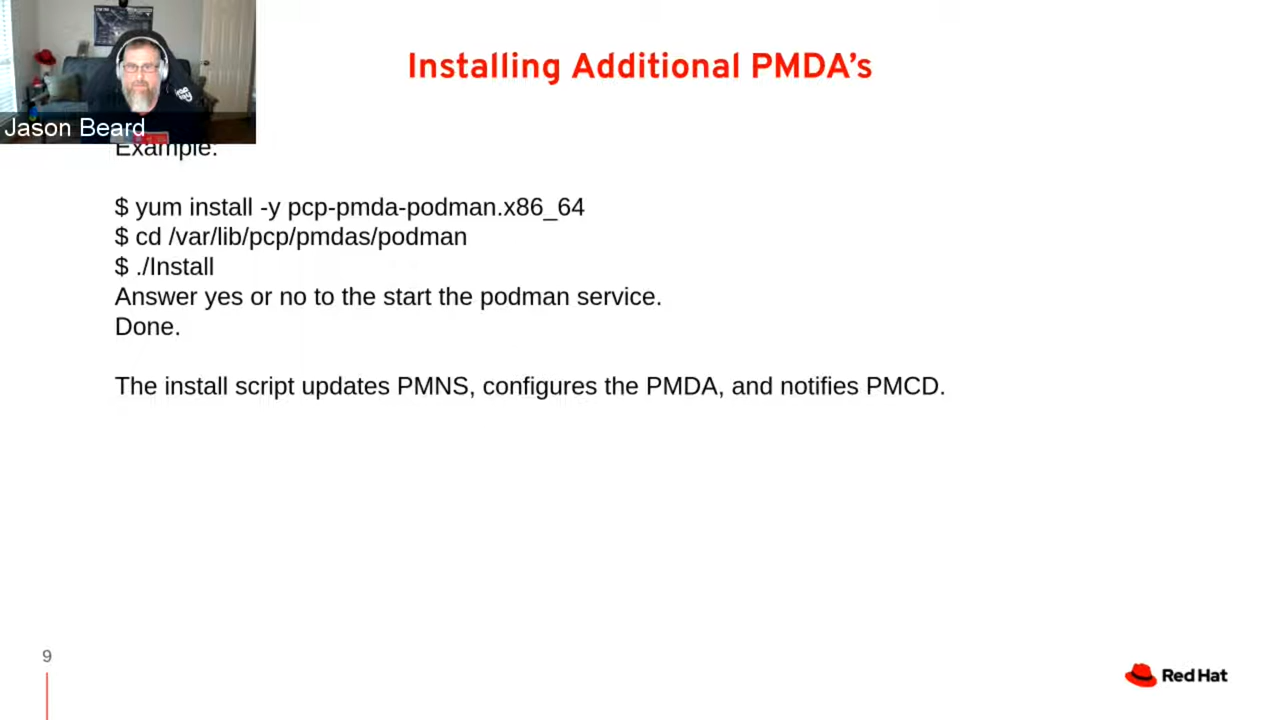 Installing Additional PMDA’s
Jason Beard
Example:
$ yum install -y pcp-pmda-podman.x86_64
$ cd /var/lib/pcp/pmdas/podman
$ ./Install
Answer yes or no to the start the podman service.
Done.
The install script updates PMNS, configures the PMDA, and notifies PMCD.
9
Red Hat